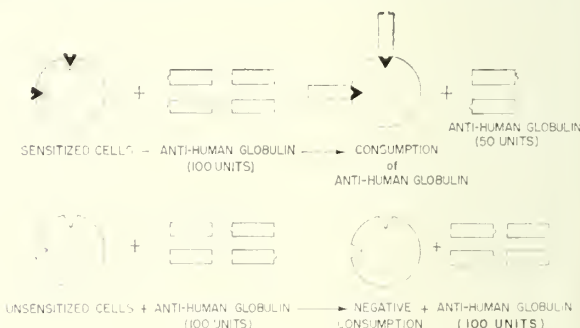 + +
ANTI-HUMAN GLOBULIN
(50 UNITS)
SENSITIZED CELLS – ANTI-HUMAN GLOBULIN → CONSUMPTION
(100 UNITS) of
ANTI-HUMAN GLOBULIN
+ +
UNSENSITIZED CELLS + ANTI-HUMAN GLOBULIN → NEGATIVE + ANTI-HUMAN GLOBULIN
(100 UNITS) CONSUMPTION (100 UNITS)